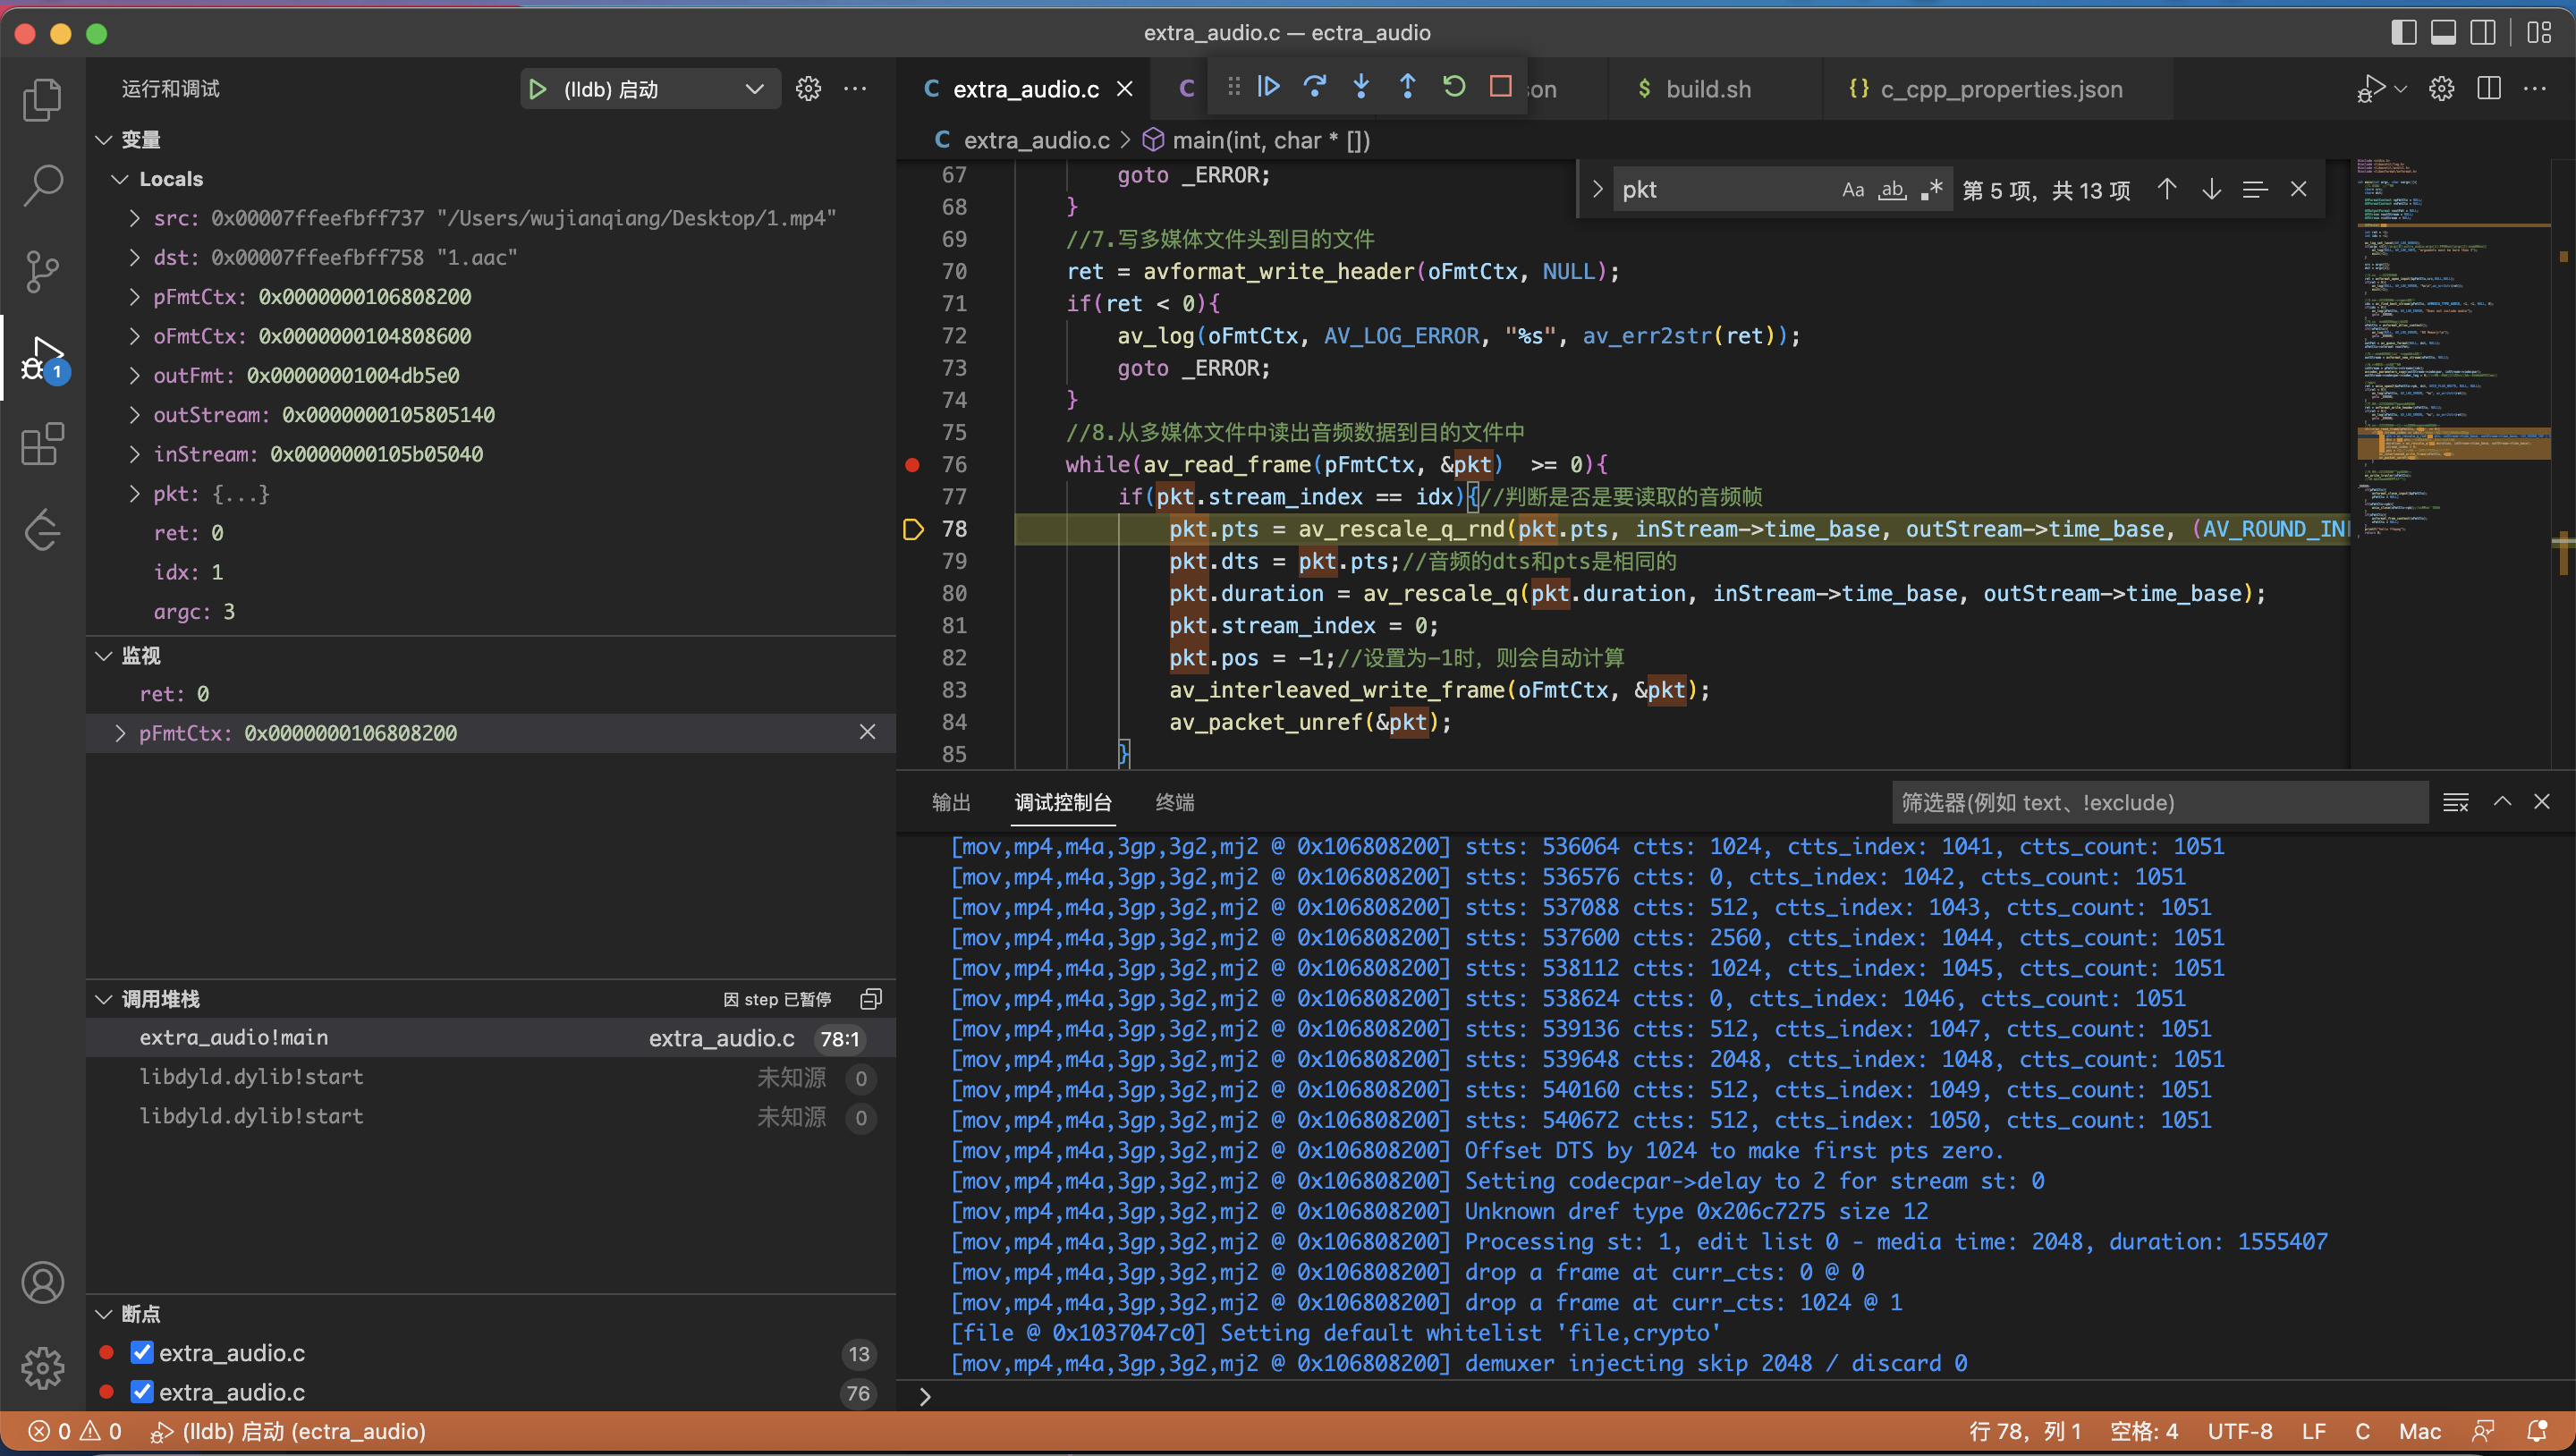 extra_audio.c — ectra_audio
运行和调试
(lldb) 启动
extra_audio.c
C
on
$ build.sh
{} c_cpp_properties.json
C extra_audio.c > main(int, char * [])
变量
Locals
src: 0x00007ffeefbff737 "/Users/wujianqiang/Desktop/1.mp4"
dst: 0x00007ffeefbff758 "1.aac"
pFmtCtx: 0x0000000106808200
oFmtCtx: 0x0000000104808600
outFmt: 0x00000001004db5e0
outStream: 0x0000000105805140
inStream: 0x0000000105b05040
pkt: {...}
ret: 0
idx: 1
argc: 3
监视
ret: 0
pFmtCtx: 0x0000000106808200
调用堆栈
因 step 已暂停
extra_audio!main extra_audio.c 78:1
libdyld.dylib!start 未知源 0
libdyld.dylib!start 未知源 0
断点
extra_audio.c 13
extra_audio.c 76
pkt
Aa ab .* 第 5 项，共 13 项
67 goto _ERROR;
68 }
69 //7.写多媒体文件头到目的文件
70 ret = avformat_write_header(oFmtCtx, NULL);
71 if(ret < 0){
72 av_log(oFmtCtx, AV_LOG_ERROR, "%s", av_err2str(ret));
73 goto _ERROR;
74 }
75 //8.从多媒体文件中读出音频数据到目的文件中
76 while(av_read_frame(pFmtCtx, &pkt)  >= 0){
77 if(pkt.stream_index == idx){//判断是否是要读取的音频帧
78 pkt.pts = av_rescale_q_rnd(pkt.pts, inStream->time_base, outStream->time_base, (AV_ROUND_IN
79 pkt.dts = pkt.pts;//音频的dts和pts是相同的
80 pkt.duration = av_rescale_q(pkt.duration, inStream->time_base, outStream->time_base);
81 pkt.stream_index = 0;
82 pkt.pos = -1;//设置为-1时，则会自动计算
83 av_interleaved_write_frame(oFmtCtx, &pkt);
84 av_packet_unref(&pkt);
85 }
输出 调试控制台 终端
筛选器(例如 text、!exclude)
[mov,mp4,m4a,3gp,3g2,mj2 @ 0x106808200] stts: 536064 ctts: 1024, ctts_index: 1041, ctts_count: 1051
[mov,mp4,m4a,3gp,3g2,mj2 @ 0x106808200] stts: 536576 ctts: 0, ctts_index: 1042, ctts_count: 1051
[mov,mp4,m4a,3gp,3g2,mj2 @ 0x106808200] stts: 537088 ctts: 512, ctts_index: 1043, ctts_count: 1051
[mov,mp4,m4a,3gp,3g2,mj2 @ 0x106808200] stts: 537600 ctts: 2560, ctts_index: 1044, ctts_count: 1051
[mov,mp4,m4a,3gp,3g2,mj2 @ 0x106808200] stts: 538112 ctts: 1024, ctts_index: 1045, ctts_count: 1051
[mov,mp4,m4a,3gp,3g2,mj2 @ 0x106808200] stts: 538624 ctts: 0, ctts_index: 1046, ctts_count: 1051
[mov,mp4,m4a,3gp,3g2,mj2 @ 0x106808200] stts: 539136 ctts: 512, ctts_index: 1047, ctts_count: 1051
[mov,mp4,m4a,3gp,3g2,mj2 @ 0x106808200] stts: 539648 ctts: 2048, ctts_index: 1048, ctts_count: 1051
[mov,mp4,m4a,3gp,3g2,mj2 @ 0x106808200] stts: 540160 ctts: 512, ctts_index: 1049, ctts_count: 1051
[mov,mp4,m4a,3gp,3g2,mj2 @ 0x106808200] stts: 540672 ctts: 512, ctts_index: 1050, ctts_count: 1051
[mov,mp4,m4a,3gp,3g2,mj2 @ 0x106808200] Offset DTS by 1024 to make first pts zero.
[mov,mp4,m4a,3gp,3g2,mj2 @ 0x106808200] Setting codecpar->delay to 2 for stream st: 0
[mov,mp4,m4a,3gp,3g2,mj2 @ 0x106808200] Unknown dref type 0x206c7275 size 12
[mov,mp4,m4a,3gp,3g2,mj2 @ 0x106808200] Processing st: 1, edit list 0 - media time: 2048, duration: 1555407
[mov,mp4,m4a,3gp,3g2,mj2 @ 0x106808200] drop a frame at curr_cts: 0 @ 0
[mov,mp4,m4a,3gp,3g2,mj2 @ 0x106808200] drop a frame at curr_cts: 1024 @ 1
[file @ 0x1037047c0] Setting default whitelist 'file,crypto'
[mov,mp4,m4a,3gp,3g2,mj2 @ 0x106808200] demuxer injecting skip 2048 / discard 0
1
0 0 (lldb) 启动 (ectra_audio)
行 78，列 1 空格: 4 UTF-8 LF C Mac